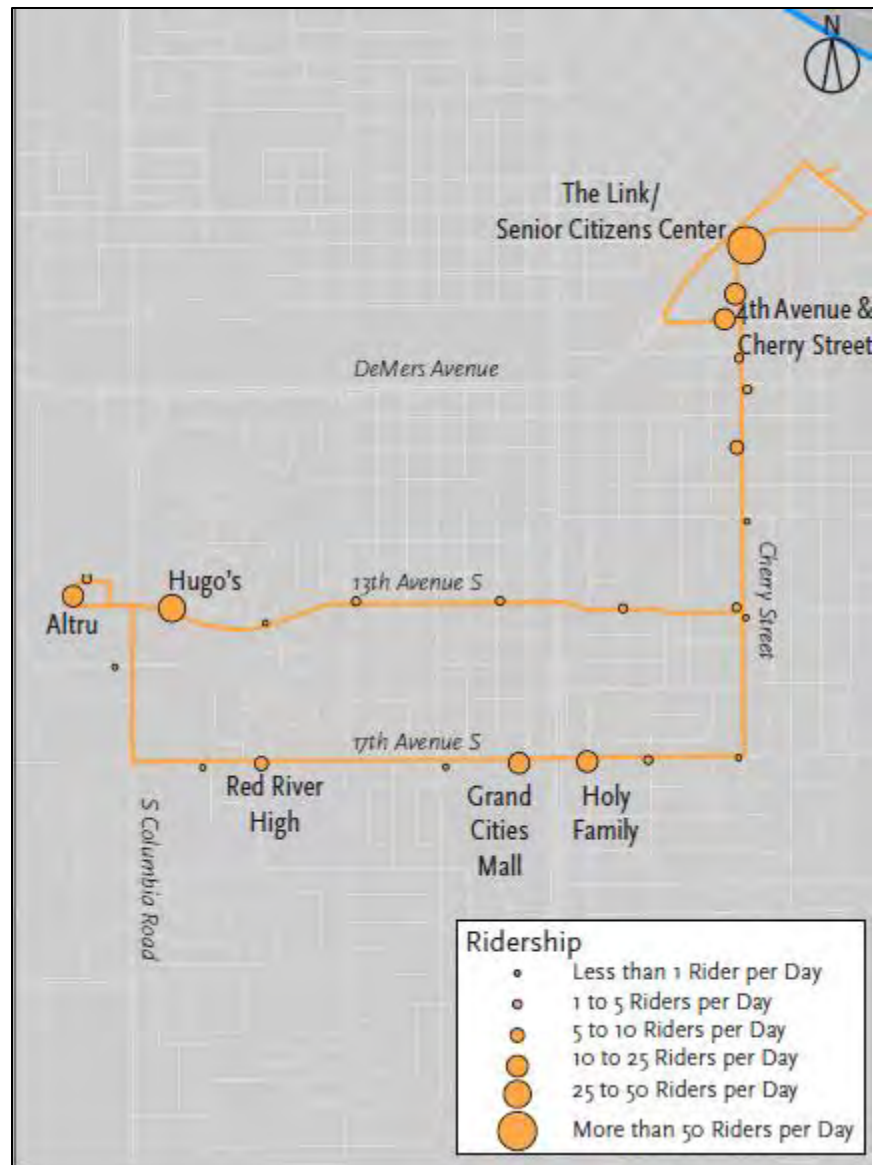 N
The Link/
Senior Citizens Center
4th Avenue &
Cherry Street
DeMers Avenue
Hugo's
13th Avenue S
Altru
Cherry Street
17th Avenue S
Red River
High
Grand
Cities
Mall
Holy
Family
S Columbia Road
Ridership
Less than 1 Rider per Day
1 to 5 Riders per Day
5 to 10 Riders per Day
10 to 25 Riders per Day
25 to 50 Riders per Day
More than 50 Riders per Day